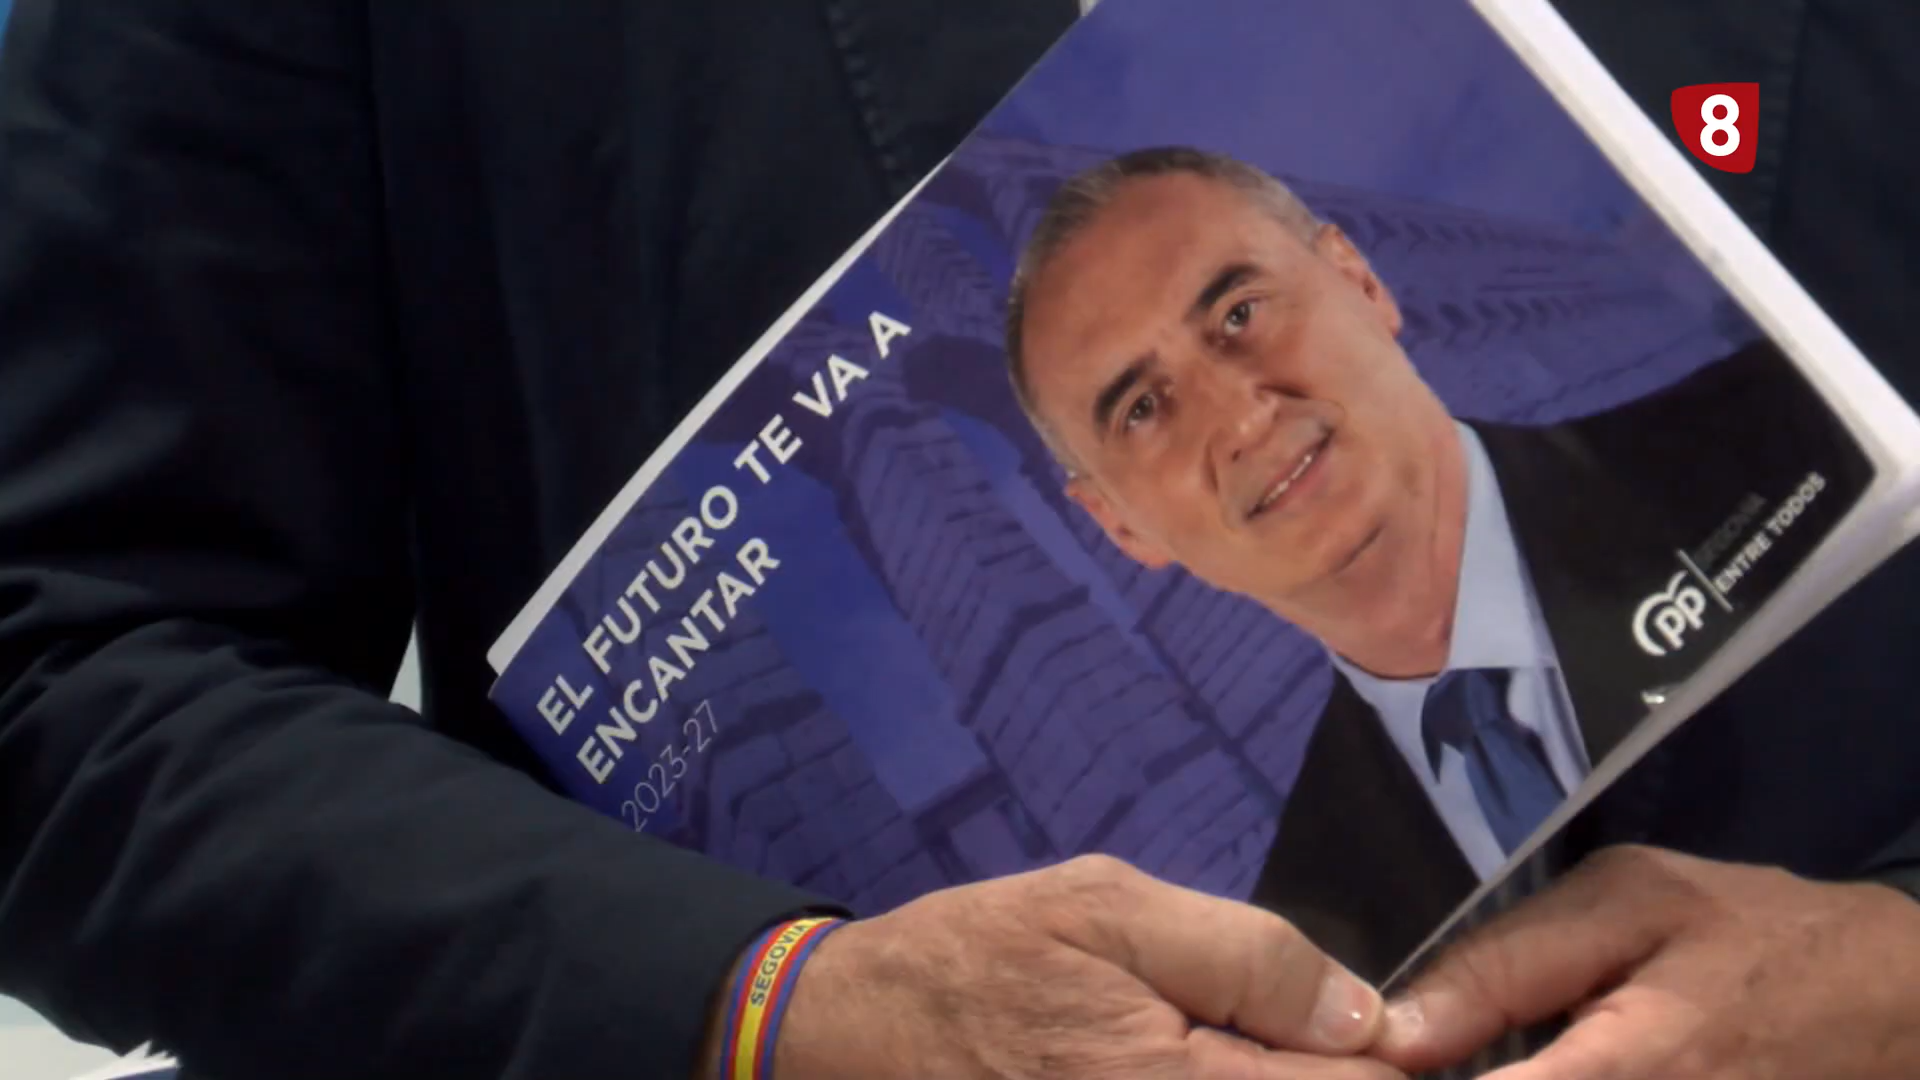 8
EL FUTURO TE VA A
ENCANTAR
2023-27
SEGOVIA
ENTRE TODOS
PP
SEGOVIA